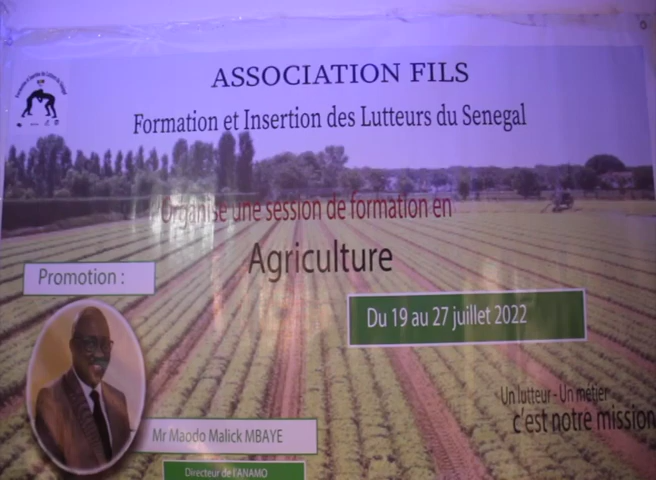 ASSOCIATION FILS
Formation et Insertion des Lutteurs du Senegal
Organise une session de formation en
Agriculture
Promotion :
Du 19 au 27 juillet 2022
Un lutteur - Un métier
c'est notre mission
Mr Maodo Malick MBAYE
Directeur de l'ANAMO